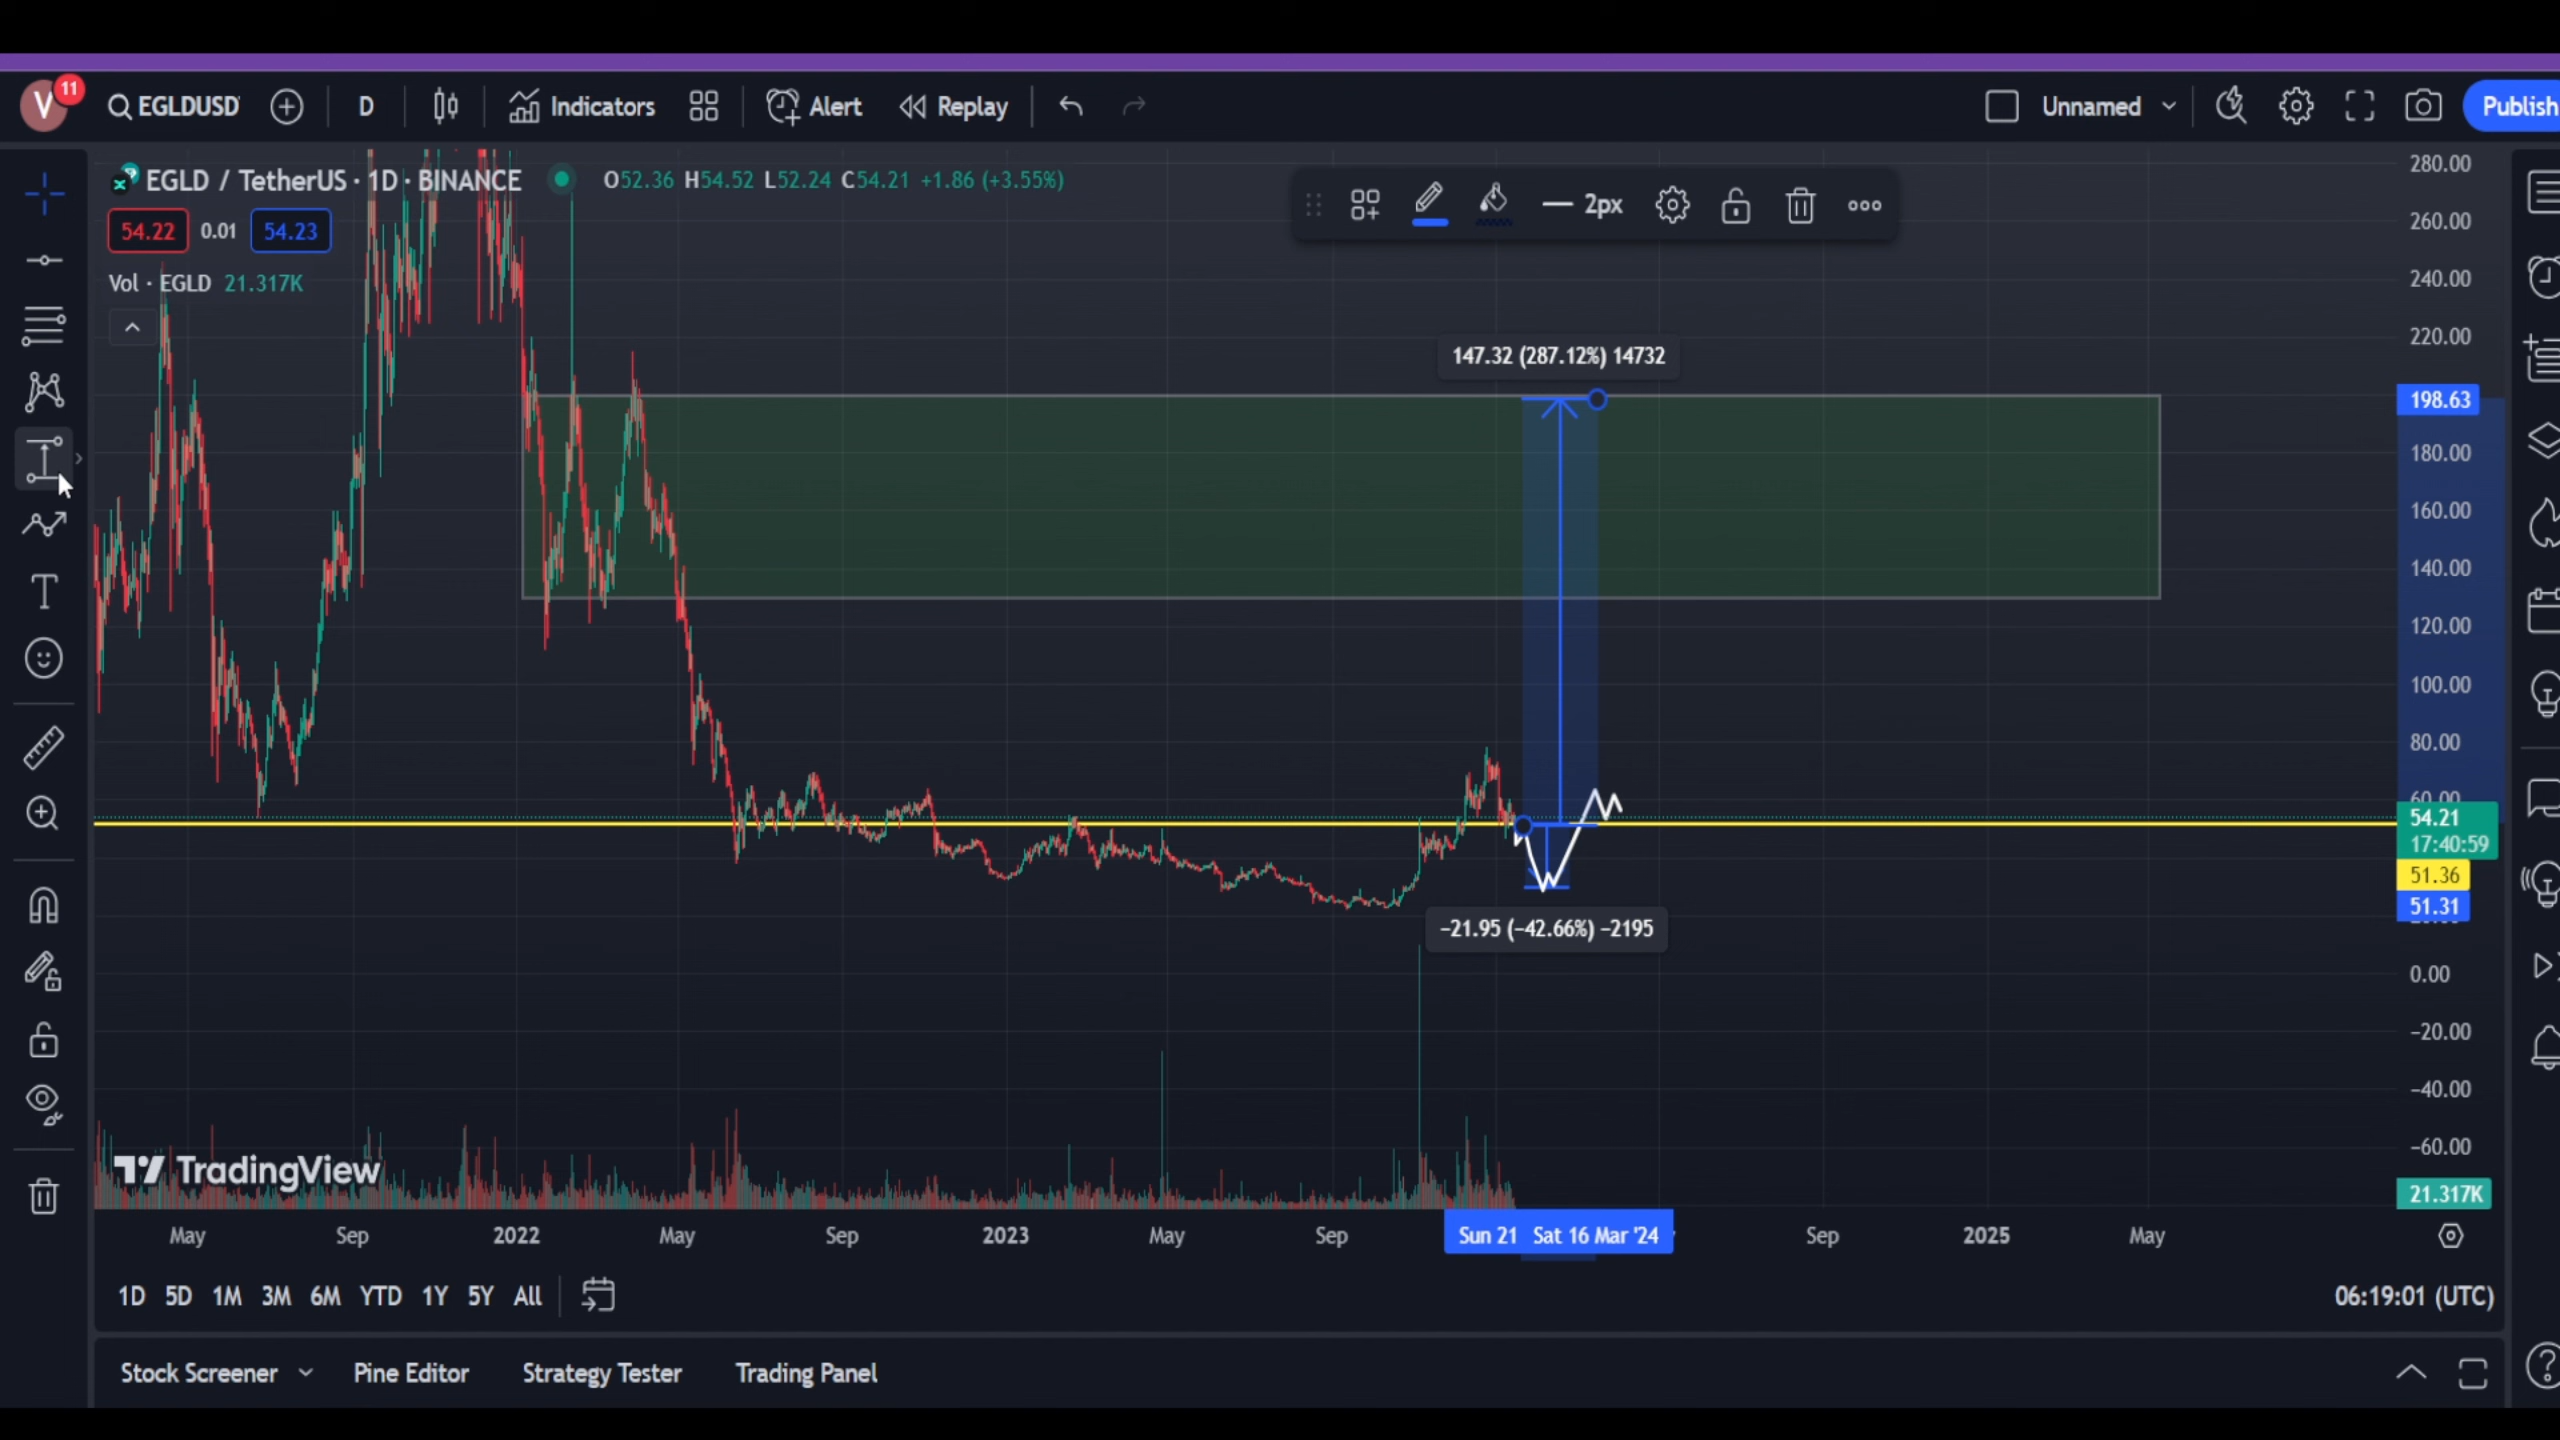 V 11 EGLDUSD D Indicators Alert Replay Unnamed Publish
EGLD / TetherUS · 1D · BINANCE O52.36 H54.52 L52.24 C54.21 +1.86 (+3.55%)
54.22 0.01 54.23
Vol · EGLD 21.317K
2px
147.32 (287.12%) 14732
−21.95 (−42.66%) −2195
280.00
260.00
240.00
220.00
198.63
180.00
160.00
140.00
120.00
100.00
80.00
60.00
54.21
17:40:59
51.36
51.31
0.00
−20.00
−40.00
−60.00
21.317K
TradingView
May Sep 2022 May Sep 2023 May Sep Sun 21 Sat 16 Mar '24 Sep 2025 May
1D 5D 1M 3M 6M YTD 1Y 5Y All 06:19:01 (UTC)
Stock Screener Pine Editor Strategy Tester Trading Panel